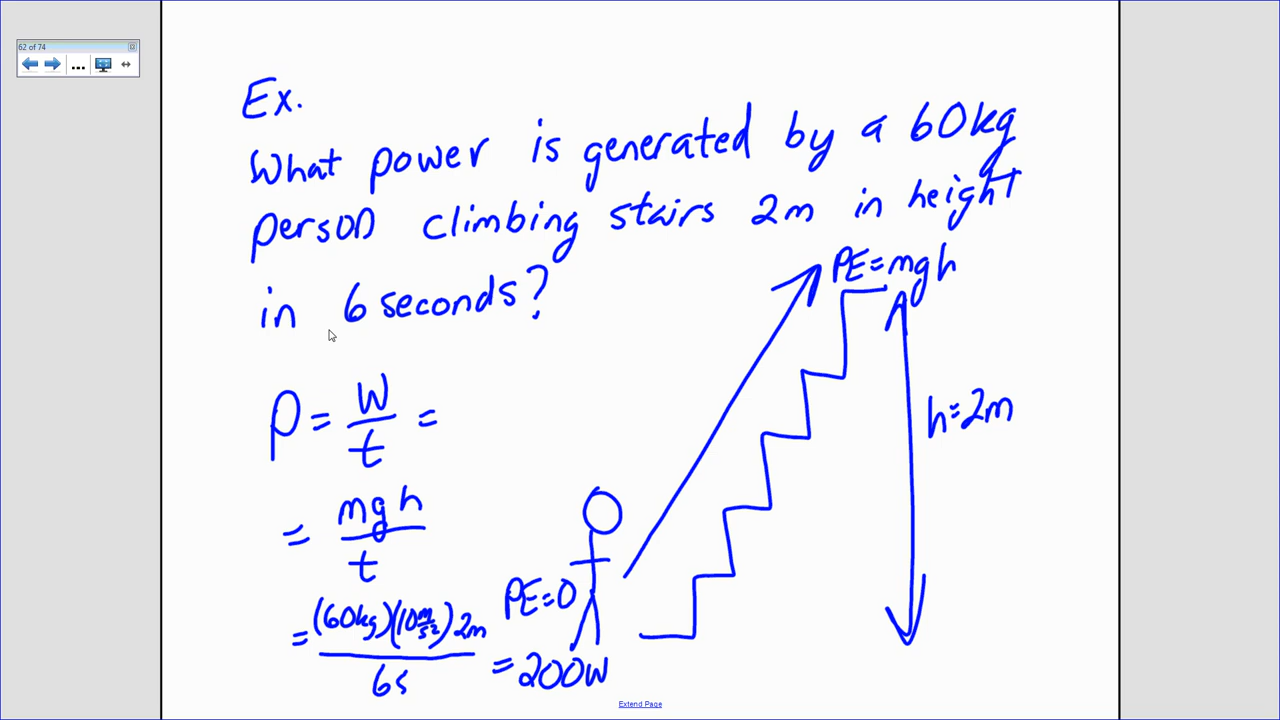 62 of 74
Ex.
What power is generated by a 60kg
person climbing stairs 2m in height
in 6 seconds?
PE=mgh
h=2m
P = W/t =
= mgh/t
PE=0
= (60kg)(10 m/s²) 2m / 6s = 200W
Extend Page